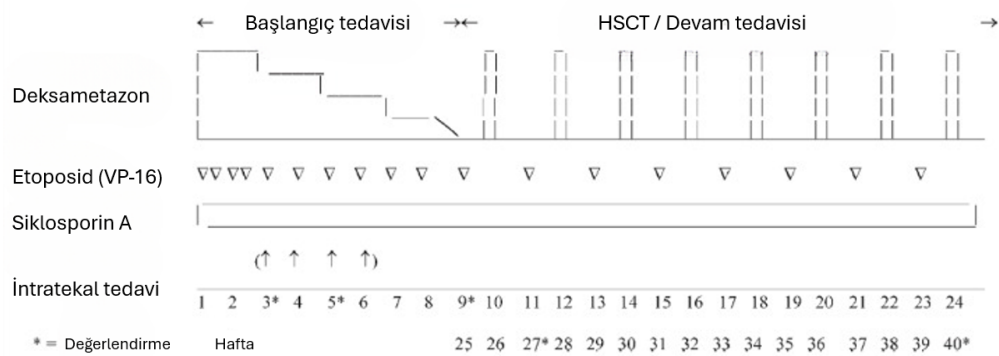 ← Başlangıç tedavisi →← HSCT / Devam tedavisi →
Deksametazon
Etoposid (VP-16)
Siklosporin A
(↑ ↑ ↑ ↑)
İntratekal tedavi
1 2 3* 4 5* 6 7 8 9* 10 11 12 13 14 15 16 17 18 19 20 21 22 23 24
* = Değerlendirme Hafta 25 26 27* 28 29 30 31 32 33 34 35 36 37 38 39 40*